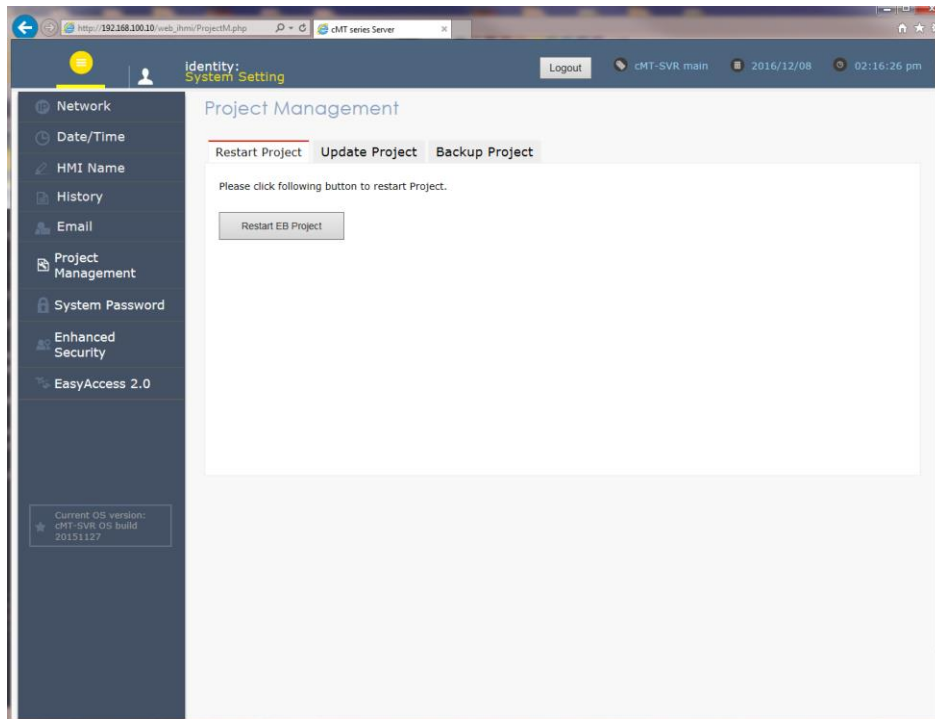 http://192.168.100.10/web_ihmi/ProjectM.php
cMT series Server
identity:
System Setting
Logout
cMT-SVR main
2016/12/08
02:16:26 pm
Network
Date/Time
HMI Name
History
Email
Project
Management
System Password
Enhanced
Security
EasyAccess 2.0
Current OS version:
cMT-SVR OS build
20151127
Project Management
Restart Project Update Project Backup Project
Please click following button to restart Project.
Restart EB Project